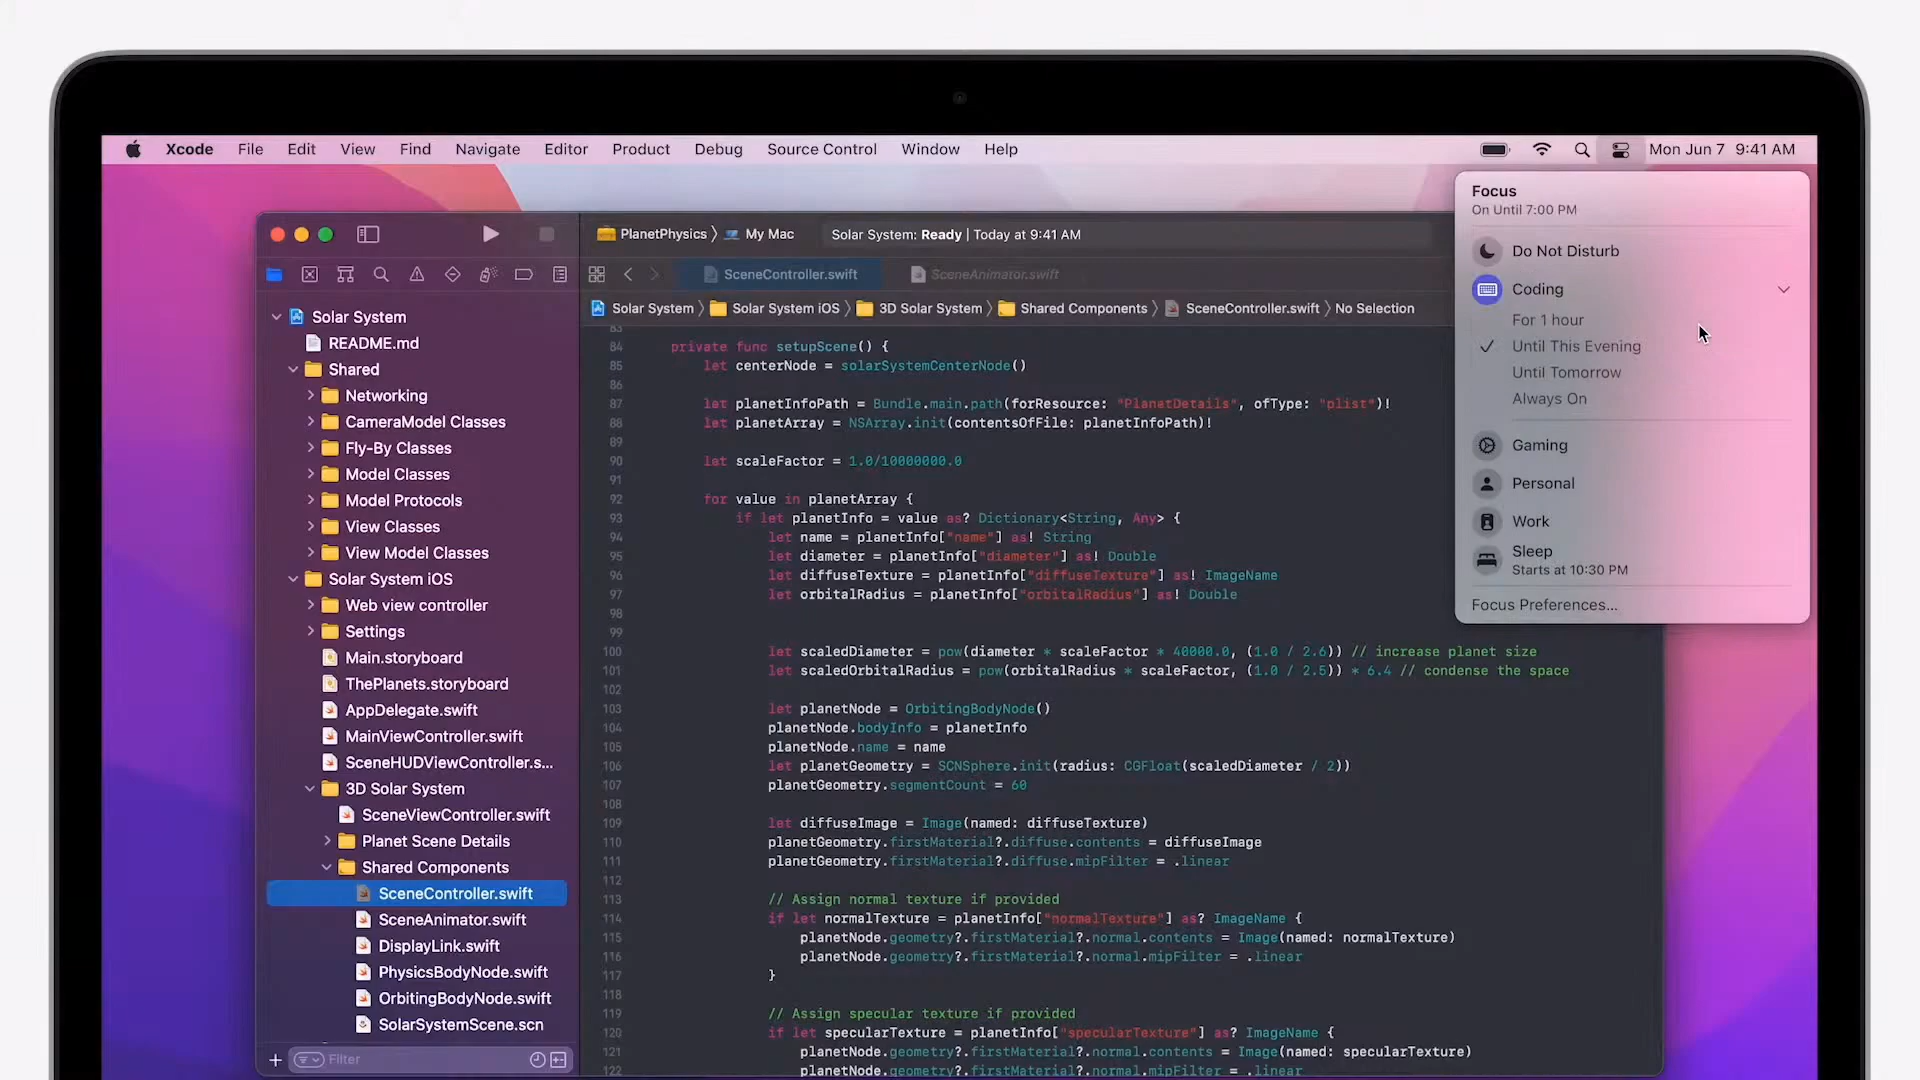 Xcode File Edit View Find Navigate Editor Product Debug Source Control Window Help Mon Jun 7 9:41 AM
Focus
On Until 7:00 PM
Do Not Disturb
Coding
For 1 hour
Until This Evening
Until Tomorrow
Always On
Gaming
Personal
Work
Sleep
Starts at 10:30 PM
Focus Preferences...
PlanetPhysics 〉 My Mac
Solar System: Ready | Today at 9:41 AM
SceneController.swift
SceneAnimator.swift
Solar System 〉 Solar System iOS 〉 3D Solar System 〉 Shared Components 〉 SceneController.swift 〉 No Selection
Solar System
README.md
Shared
Networking
CameraModel Classes
Fly-By Classes
Model Classes
Model Protocols
View Classes
View Model Classes
Solar System iOS
Web view controller
Settings
Main.storyboard
ThePlanets.storyboard
AppDelegate.swift
MainViewController.swift
SceneHUDViewController.s...
3D Solar System
SceneViewController.swift
Planet Scene Details
Shared Components
SceneController.swift
SceneAnimator.swift
DisplayLink.swift
PhysicsBodyNode.swift
OrbitingBodyNode.swift
SolarSystemScene.scn
Filter
83
84 private func setupScene() {
85 let centerNode = solarSystemCenterNode()
86
87 let planetInfoPath = Bundle.main.path(forResource: "PlanetDetails", ofType: "plist")!
88 let planetArray = NSArray.init(contentsOfFile: planetInfoPath)!
89
90 let scaleFactor = 1.0/10000000.0
91
92 for value in planetArray {
93 if let planetInfo = value as? Dictionary<String, Any> {
94 let name = planetInfo["name"] as! String
95 let diameter = planetInfo["diameter"] as! Double
96 let diffuseTexture = planetInfo["diffuseTexture"] as! ImageName
97 let orbitalRadius = planetInfo["orbitalRadius"] as! Double
98
99
100 let scaledDiameter = pow(diameter * scaleFactor * 40000.0, (1.0 / 2.6)) // increase planet size
101 let scaledOrbitalRadius = pow(orbitalRadius * scaleFactor, (1.0 / 2.5)) * 6.4 // condense the space
102
103 let planetNode = OrbitingBodyNode()
104 planetNode.bodyInfo = planetInfo
105 planetNode.name = name
106 let planetGeometry = SCNSphere.init(radius: CGFloat(scaledDiameter / 2))
107 planetGeometry.segmentCount = 60
108
109 let diffuseImage = Image(named: diffuseTexture)
110 planetGeometry.firstMaterial?.diffuse.contents = diffuseImage
111 planetGeometry.firstMaterial?.diffuse.mipFilter = .linear
112
113 // Assign normal texture if provided
114 if let normalTexture = planetInfo["normalTexture"] as? ImageName {
115 planetNode.geometry?.firstMaterial?.normal.contents = Image(named: normalTexture)
116 planetNode.geometry?.firstMaterial?.normal.mipFilter = .linear
117 }
118
119 // Assign specular texture if provided
120 if let specularTexture = planetInfo["specularTexture"] as? ImageName {
121 planetNode.geometry?.firstMaterial?.normal.contents = Image(named: specularTexture)
122 planetNode.geometry?.firstMaterial?.normal.mipFilter = .linear